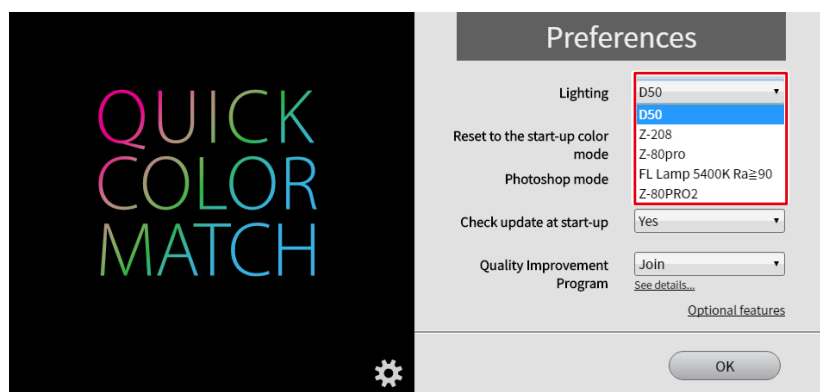 QUICK
COLOR
MATCH
Preferences
Lighting
D50
D50
Z-208
Z-80pro
FL Lamp 5400K Ra≧90
Z-80PRO2
Reset to the start-up color
mode
Photoshop mode
Check update at start-up
Yes
Quality Improvement
Program
Join
See details...
Optional features
OK